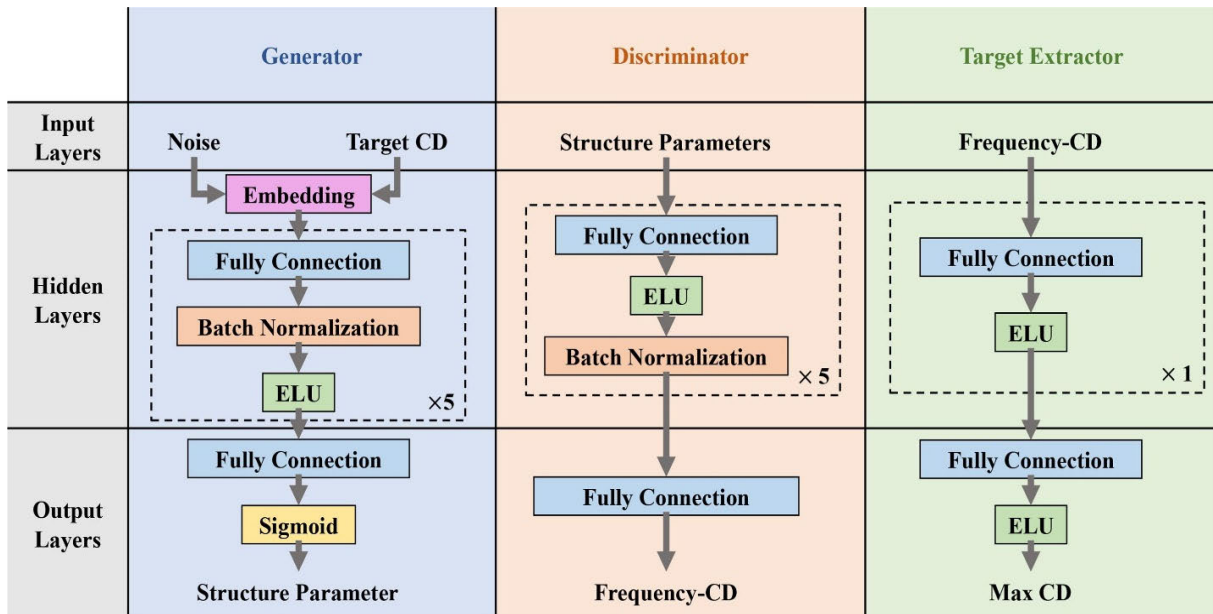 Generator
Discriminator
Target Extractor
Input
Layers
Noise
Target CD
Structure Parameters
Frequency-CD
Hidden
Layers
Embedding
Fully Connection
Batch Normalization
ELU
×5
Fully Connection
ELU
Batch Normalization
× 5
Fully Connection
ELU
× 1
Output
Layers
Fully Connection
Sigmoid
Structure Parameter
Fully Connection
Frequency-CD
Fully Connection
ELU
Max CD